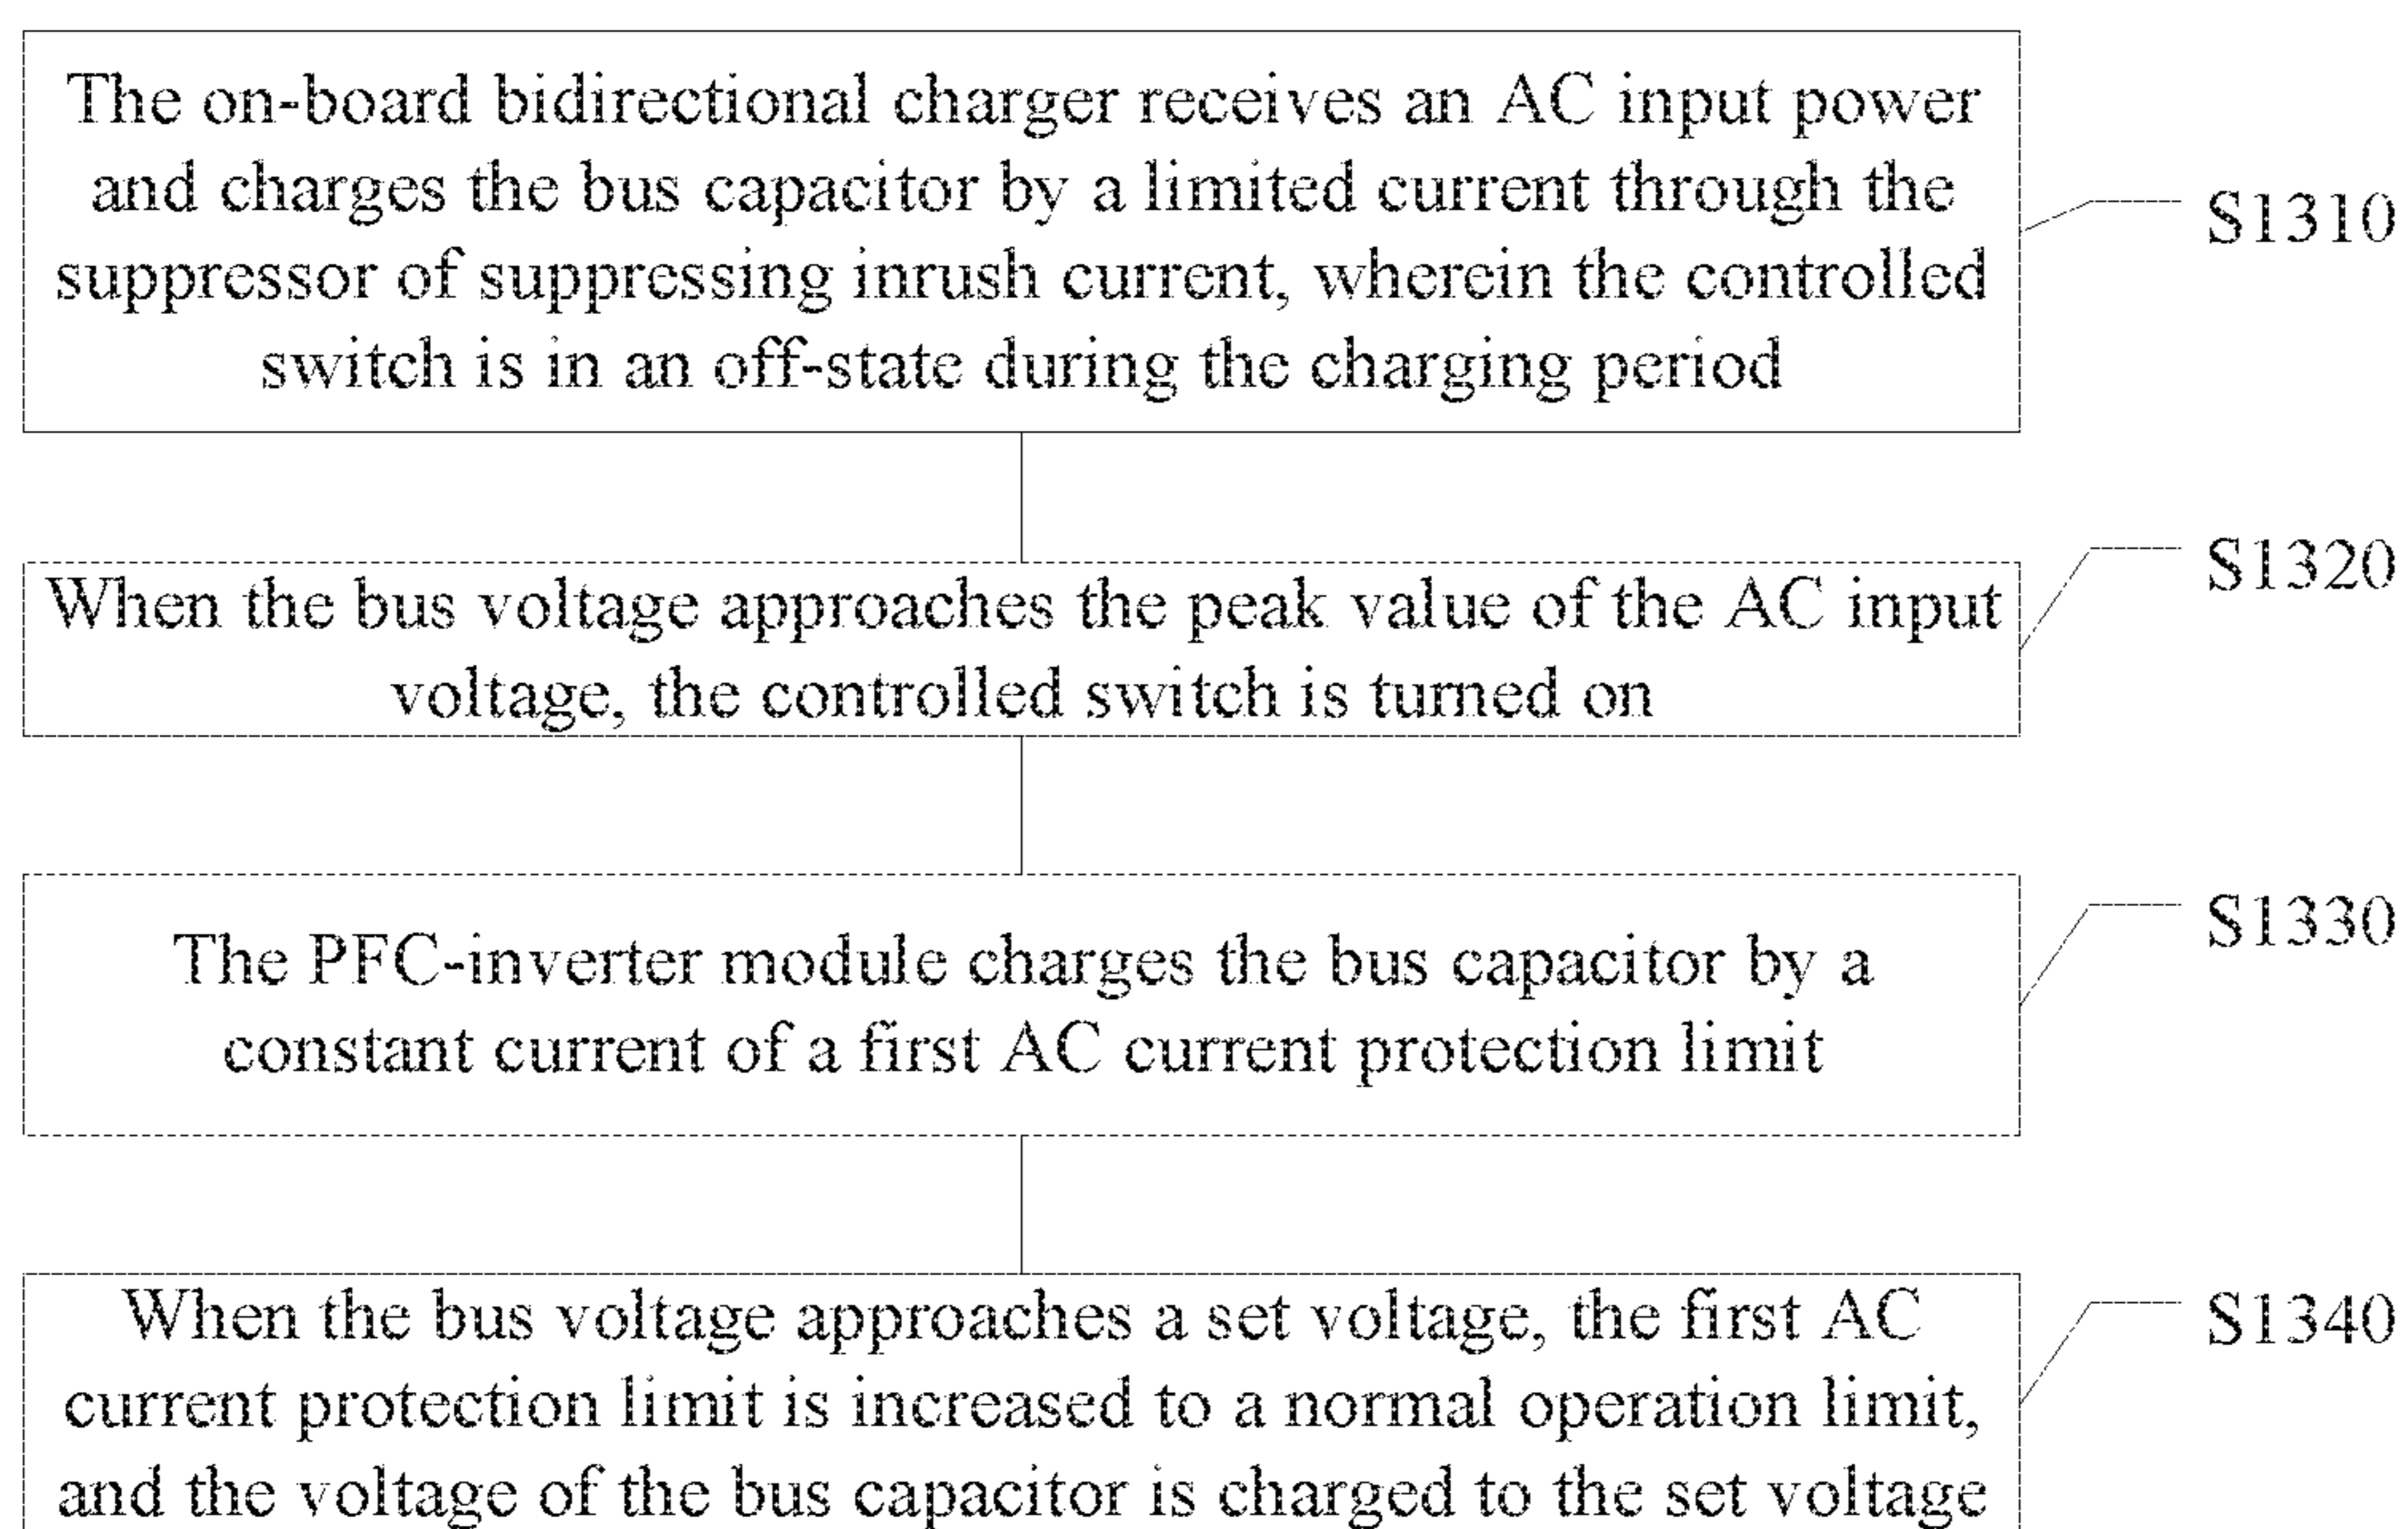 The on-board bidirectional charger receives an AC input power
and charges the bus capacitor by a limited current through the
suppressor of suppressing inrush current, wherein the controlled
switch is in an off-state during the charging period
S1310
When the bus voltage approaches the peak value of the AC input
voltage, the controlled switch is turned on
S1320
The PFC-inverter module charges the bus capacitor by a
constant current of a first AC current protection limit
S1330
When the bus voltage approaches a set voltage, the first AC
current protection limit is increased to a normal operation limit,
and the voltage of the bus capacitor is charged to the set voltage
S1340